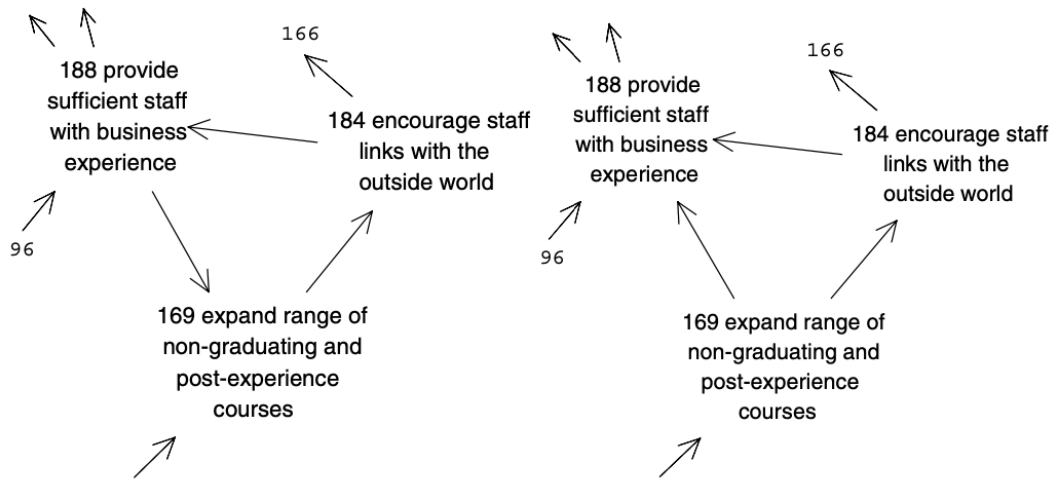 166
188 provide
sufficient staff
with business
experience
184 encourage staff
links with the
outside world
96
169 expand range of
non-graduating and
post-experience
courses
166
188 provide
sufficient staff
with business
experience
184 encourage staff
links with the
outside world
96
169 expand range of
non-graduating and
post-experience
courses